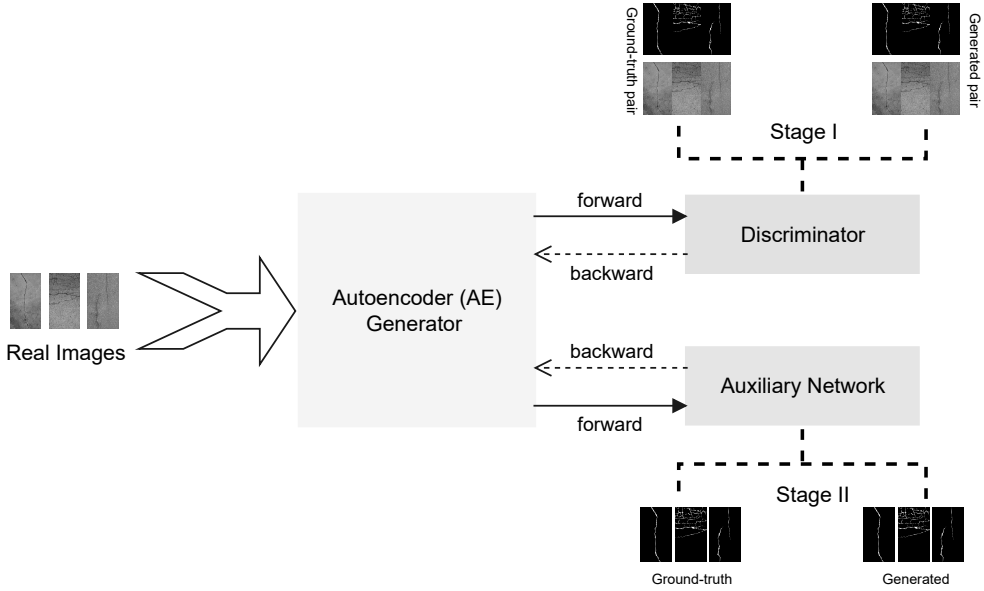 Ground-truth pair
Generated pair
Stage I
forward
Discriminator
backward
Autoencoder (AE)
Generator
Real Images
backward
Auxiliary Network
forward
Stage II
Ground-truth
Generated